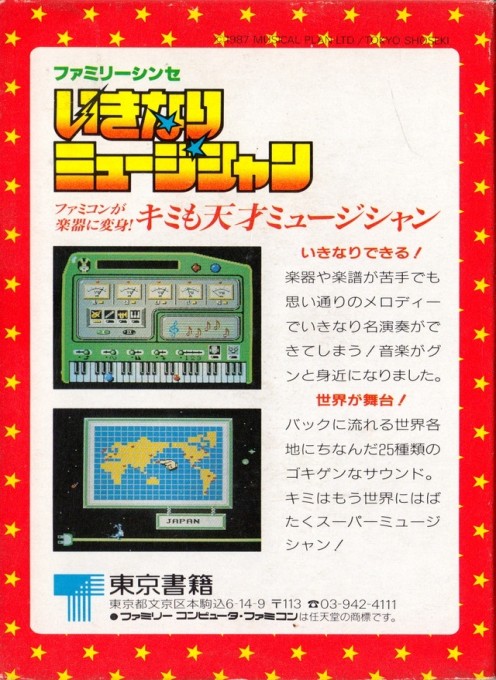 ©1987 MUSICAL PLAN LTD / TOKYO SHOSEKI
ファミリーシンセ
いきなり
ミュージシャン
ファミコンが
楽器に変身!
キミも天才ミュージシャン
いきなりできる！
楽器や楽譜が苦手でも
思い通りのメロディー
でいきなり名演奏がで
きてしまう！音楽がグ
ンと身近になりました。
世界が舞台！
バックに流れる世界各
地にちなんだ25種類の
ゴキゲンなサウンド。
キミはもう世界にはば
たくスーパーミュージ
シャン！
JAPAN
東京書籍
東京都文京区本駒込6-14-9 〒113 ☎03-942-4111
●ファミリー コンピュータ・ファミコンは任天堂の商標です。